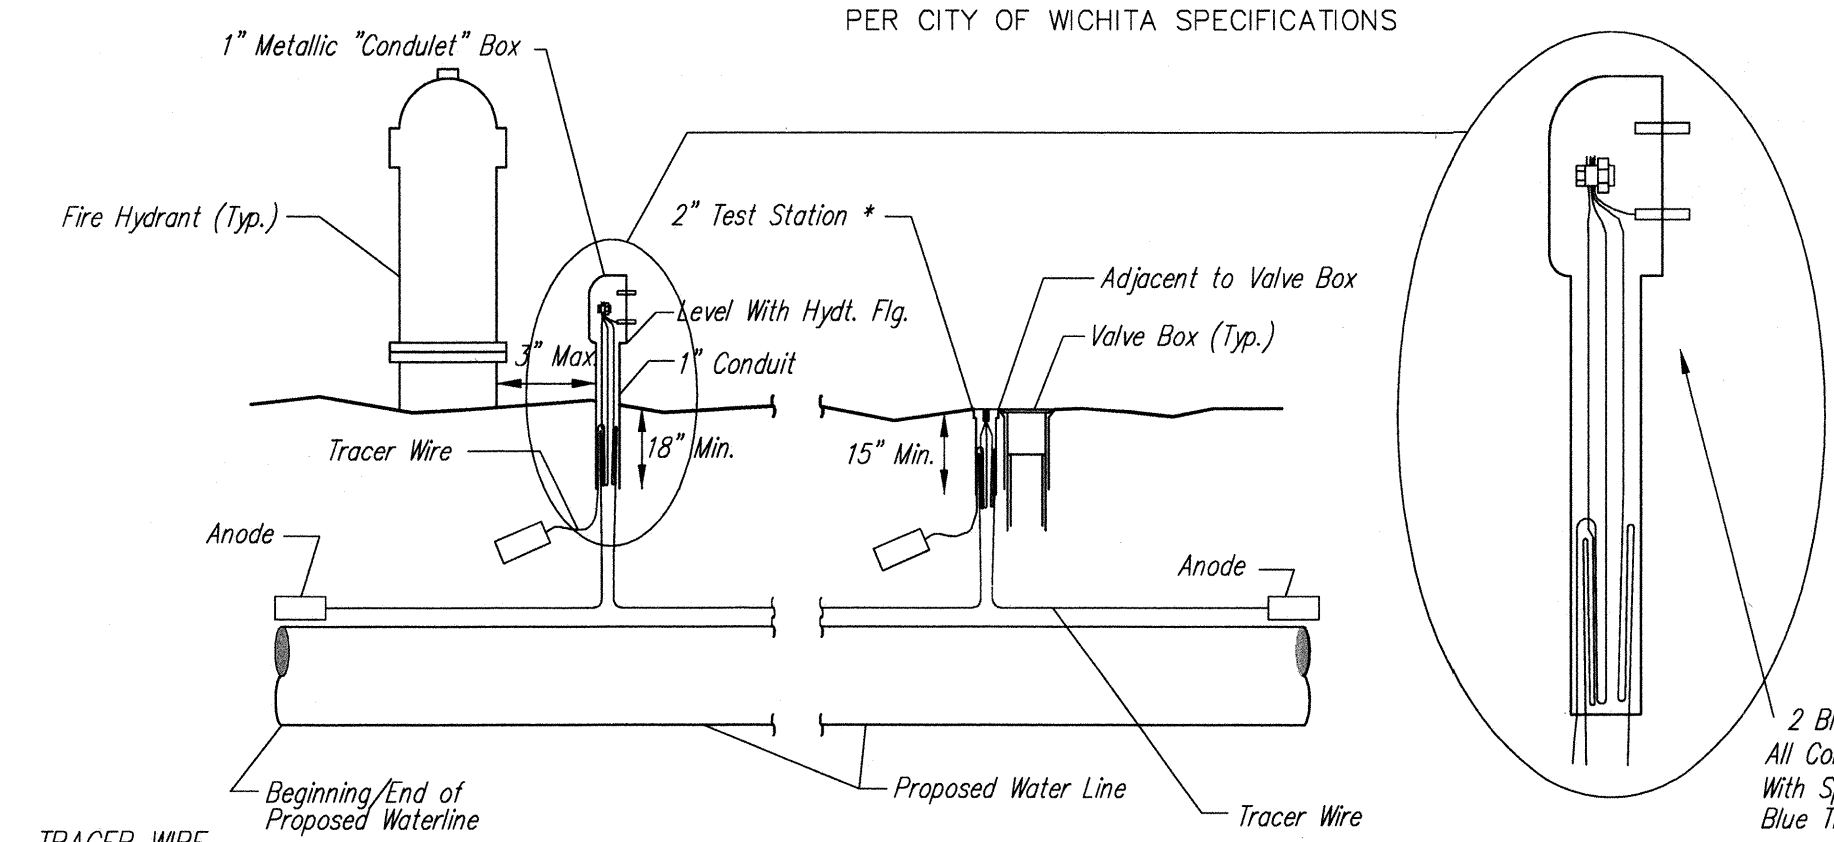 PER CITY OF WICHITA SPECIFICATIONS
1" Metallic "Condulet" Box
Fire Hydrant (Typ.)
2" Test Station *
Adjacent to Valve Box
Level With Hydt. Flg.
Valve Box (Typ.)
3" Max.
1" Conduit
Tracer Wire
18" Min.
15" Min.
Anode
Anode
2
All
With
Blue
Beginning/End of
Proposed Waterline
Proposed Water Line
Tracer Wire
TRACER WIRE